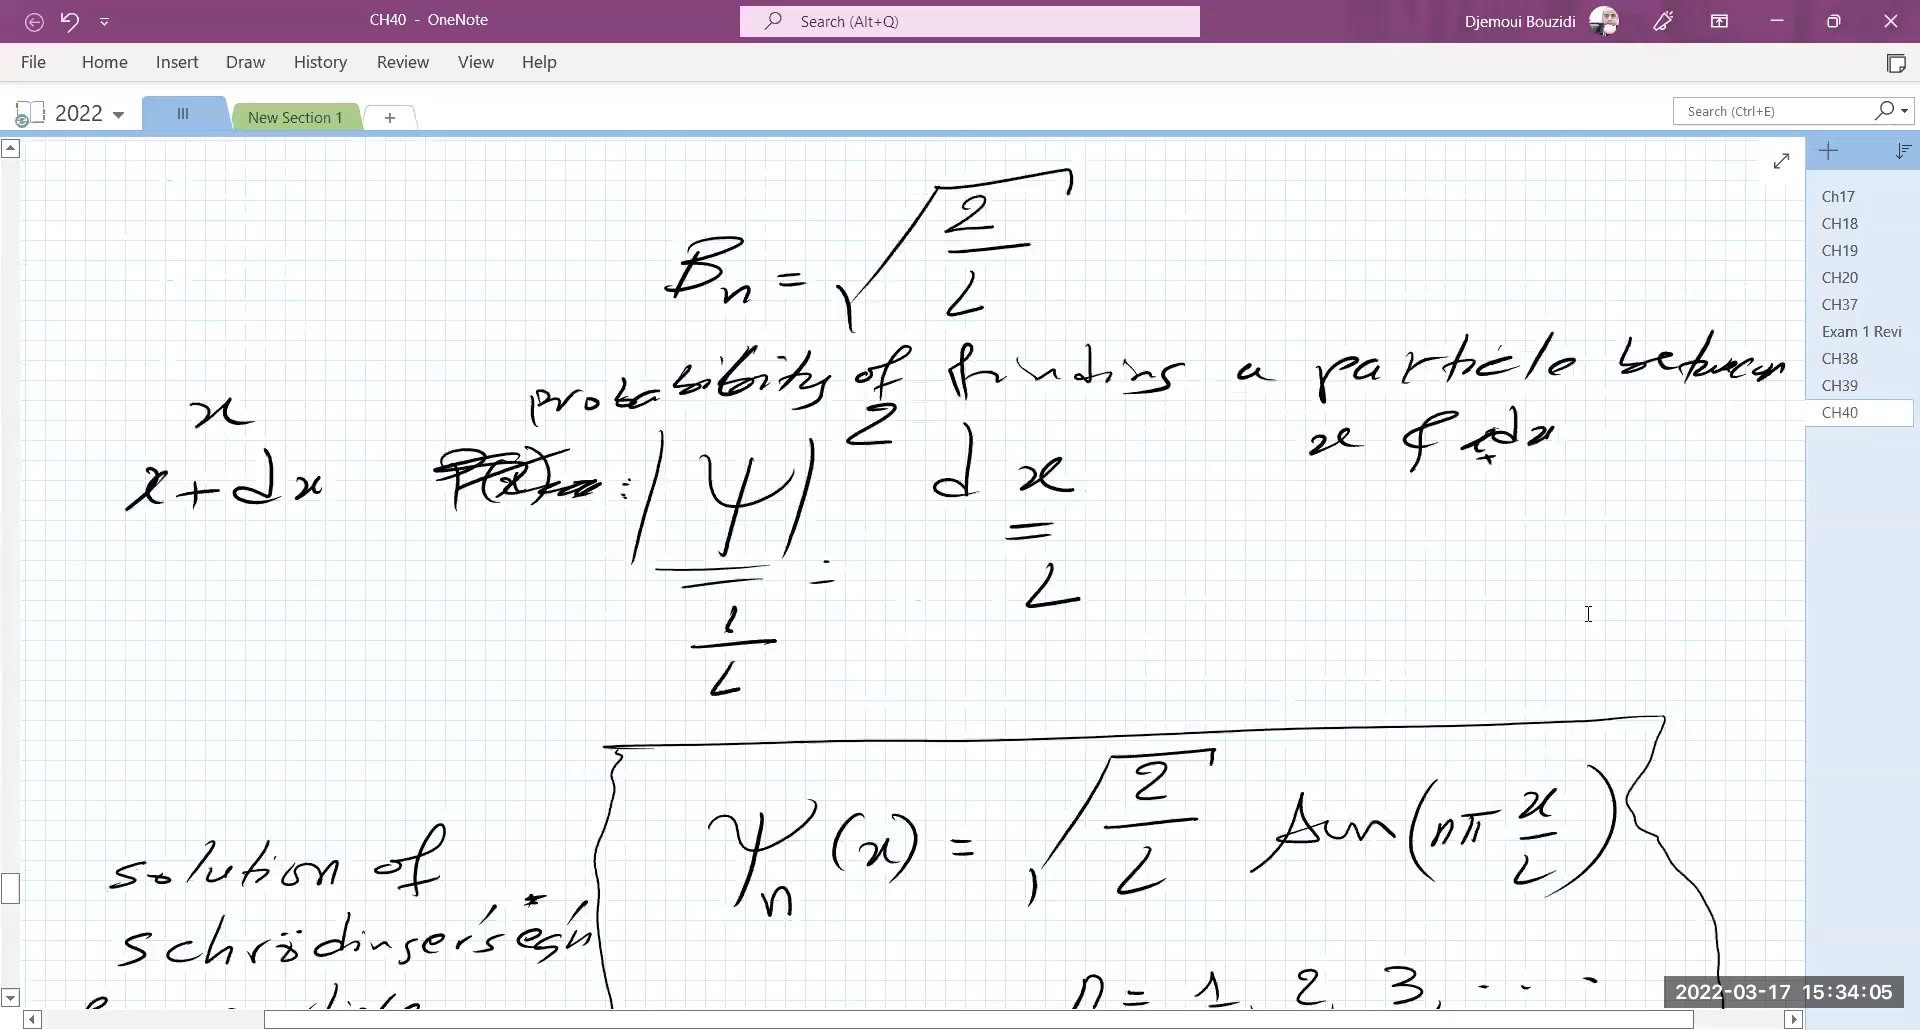 CH40 - OneNote
Search (Alt+Q)
Djemoui Bouzidi
File Home Insert Draw History Review View Help
2022
III
New Section 1
+
Search (Ctrl+E)
Ch17
CH18
CH19
CH20
CH37
Exam 1 Revi
CH38
CH39
CH40
Bn = √(2/L)
probability of finding a particle between
x
x & x+dx
x + dx
: |Ψ|² dx
= =
1/L L
ψn(x) = √(2/L) sin(nπ x/L)
solution of
schrödinger's eqn
n = 1, 2, 3, ...
2022-03-17 15:34:05